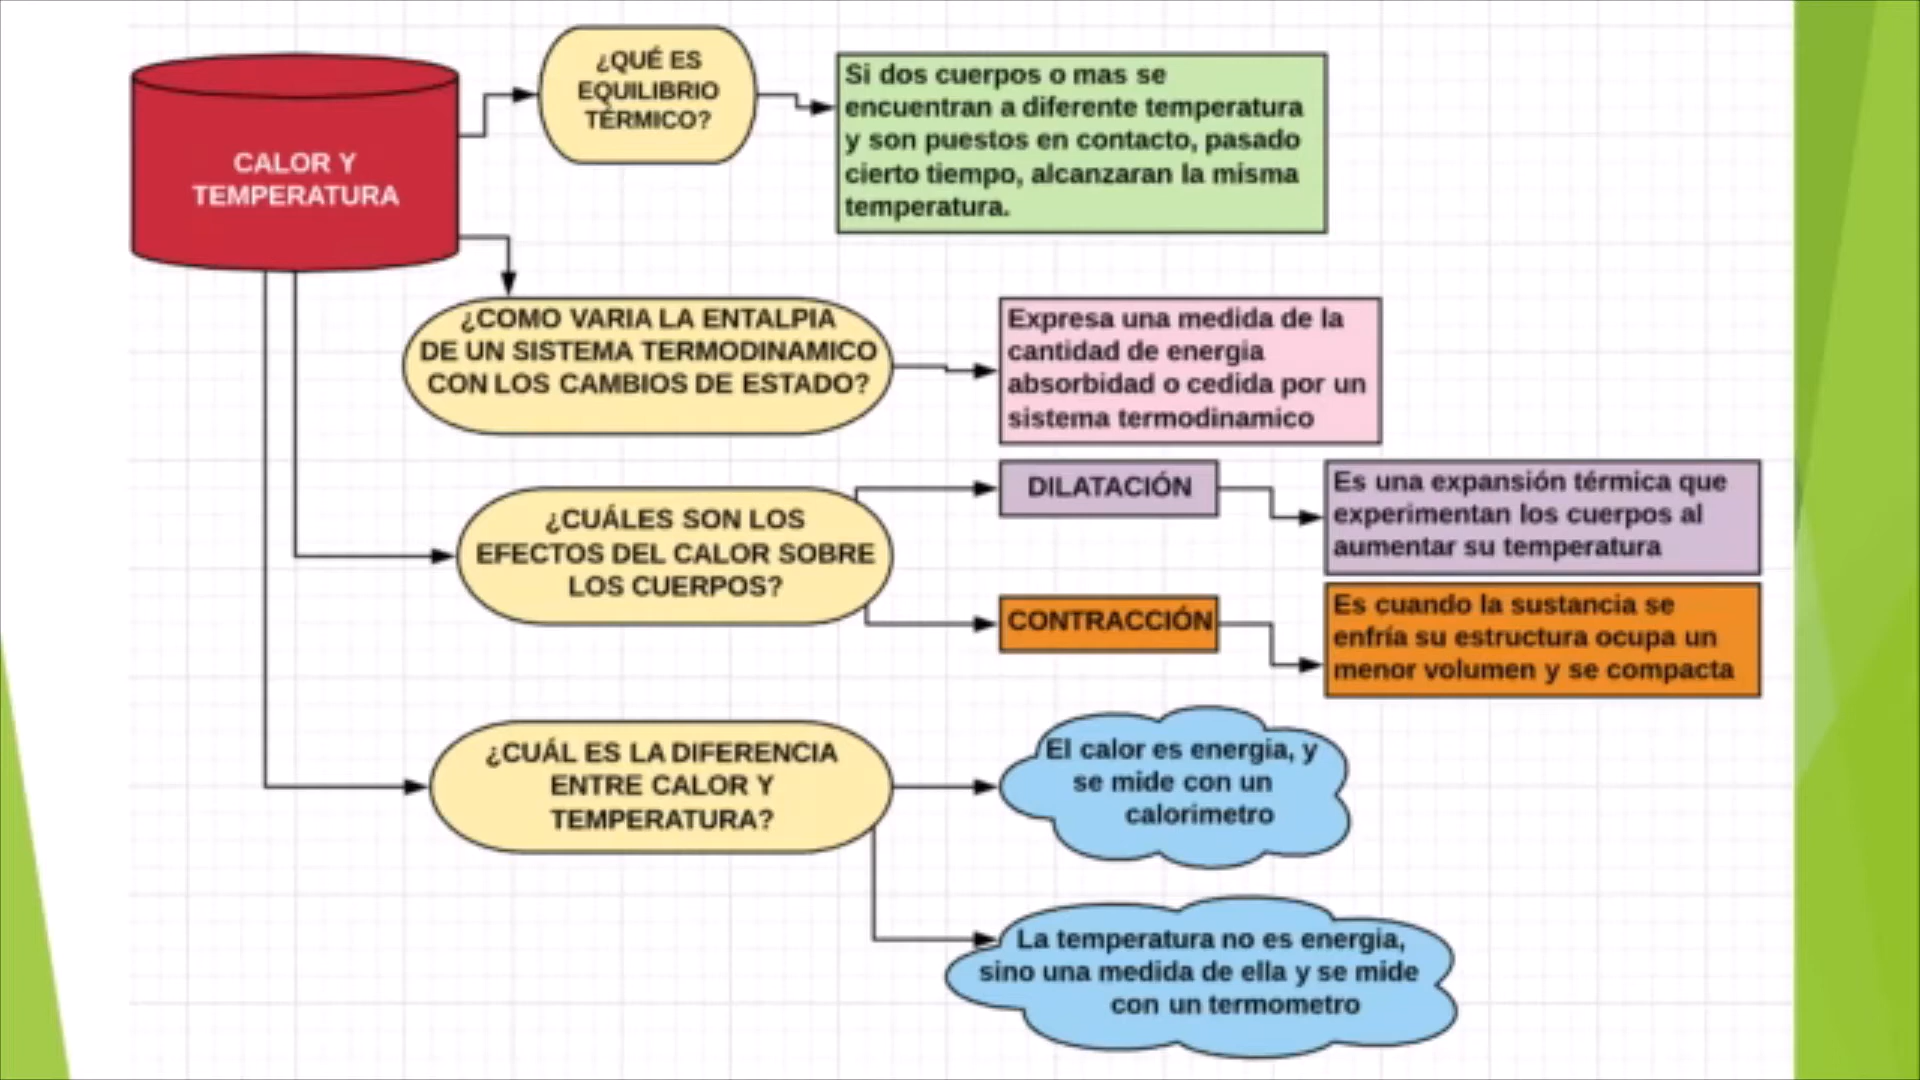 CALOR Y
TEMPERATURA
¿QUÉ ES
EQUILIBRIO
TÉRMICO?
Si dos cuerpos o mas se
encuentran a diferente temperatura
y son puestos en contacto, pasado
cierto tiempo, alcanzaran la misma
temperatura.
¿COMO VARIA LA ENTALPIA
DE UN SISTEMA TERMODINAMICO
CON LOS CAMBIOS DE ESTADO?
Expresa una medida de la
cantidad de energia
absorbidad o cedida por un
sistema termodinamico
¿CUÁLES SON LOS
EFECTOS DEL CALOR SOBRE
LOS CUERPOS?
DILATACIÓN
Es una expansión térmica que
experimentan los cuerpos al
aumentar su temperatura
CONTRACCIÓN
Es cuando la sustancia se
enfría su estructura ocupa un
menor volumen y se compacta
¿CUÁL ES LA DIFERENCIA
ENTRE CALOR Y
TEMPERATURA?
El calor es energia, y
se mide con un
calorimetro
La temperatura no es energia,
sino una medida de ella y se mide
con un termometro